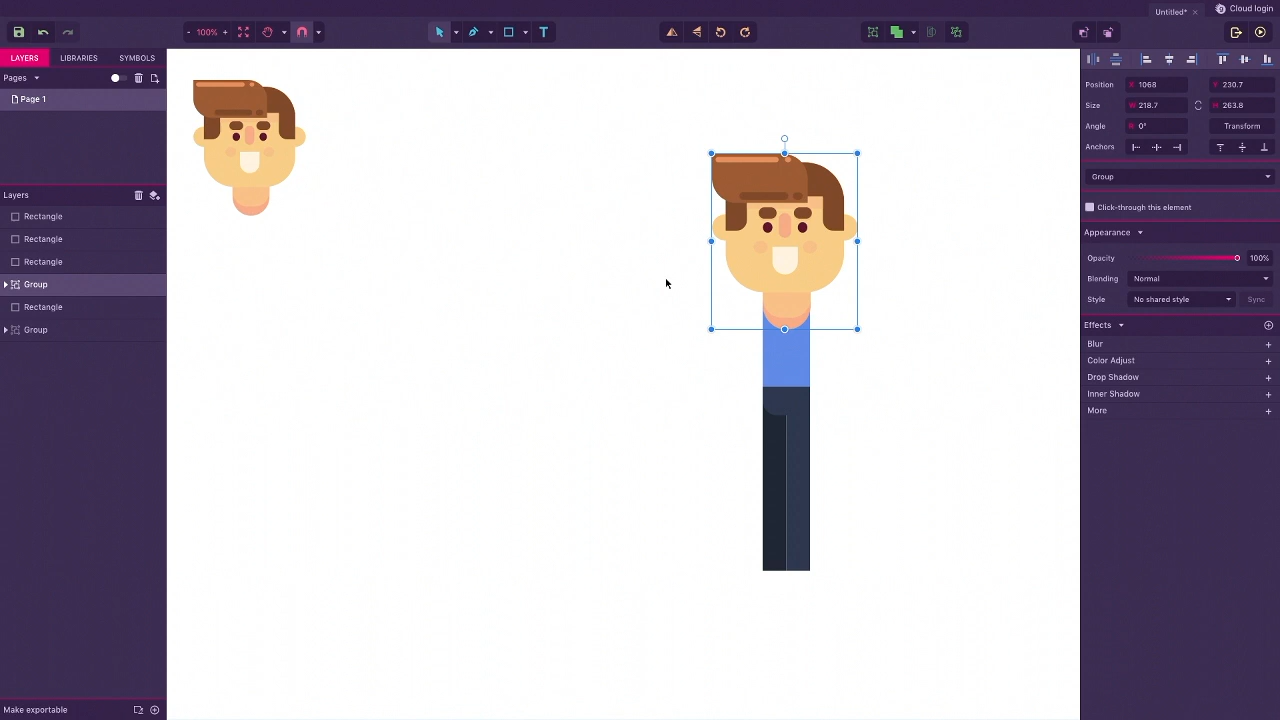 Untitled*
Cloud login
- 100% +
T
LAYERS
LIBRARIES
SYMBOLS
Pages
Page 1
Layers
Rectangle
Rectangle
Rectangle
Group
Rectangle
Group
Make exportable
Position X 1068 Y 230.7
Size W 218.7 H 263.8
Angle 0° Transform
Anchors
Group
Click-through this element
Appearance
Opacity 100%
Blending Normal
Style No shared style Sync
Effects
Blur +
Color Adjust +
Drop Shadow +
Inner Shadow +
More +